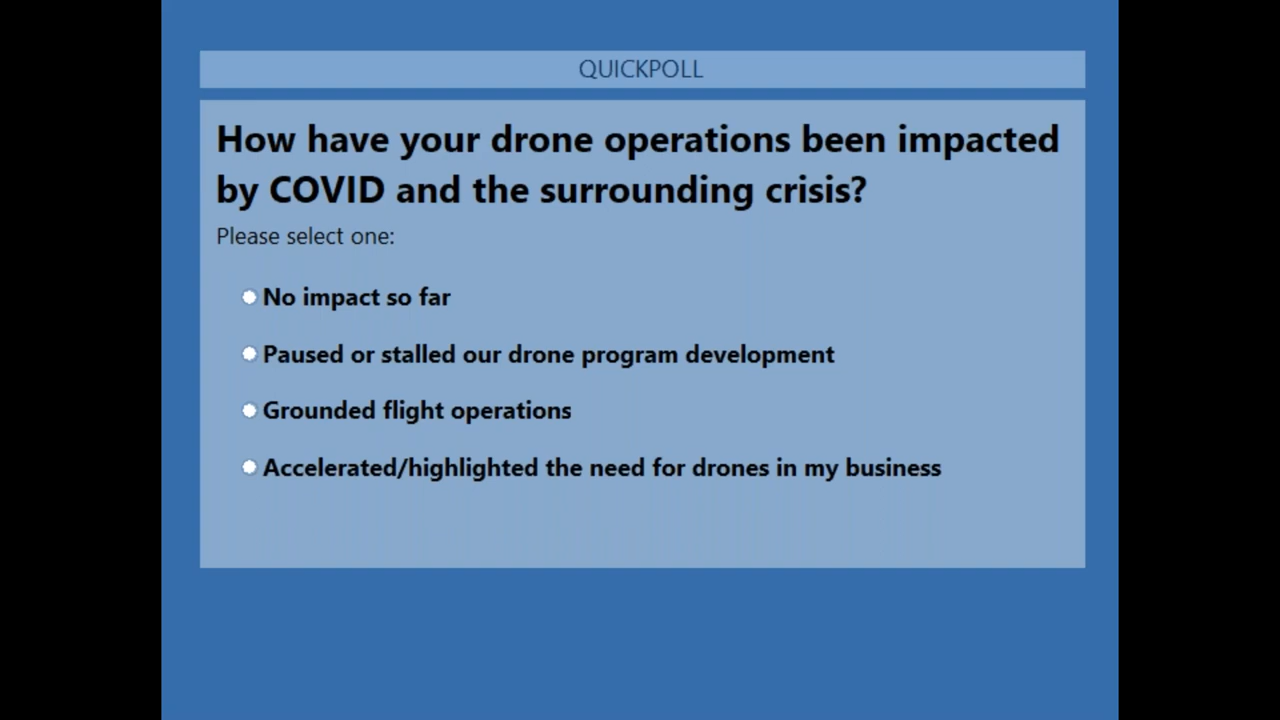 QUICKPOLL
How have your drone operations been impacted
by COVID and the surrounding crisis?
Please select one:
No impact so far
Paused or stalled our drone program development
Grounded flight operations
Accelerated/highlighted the need for drones in my business